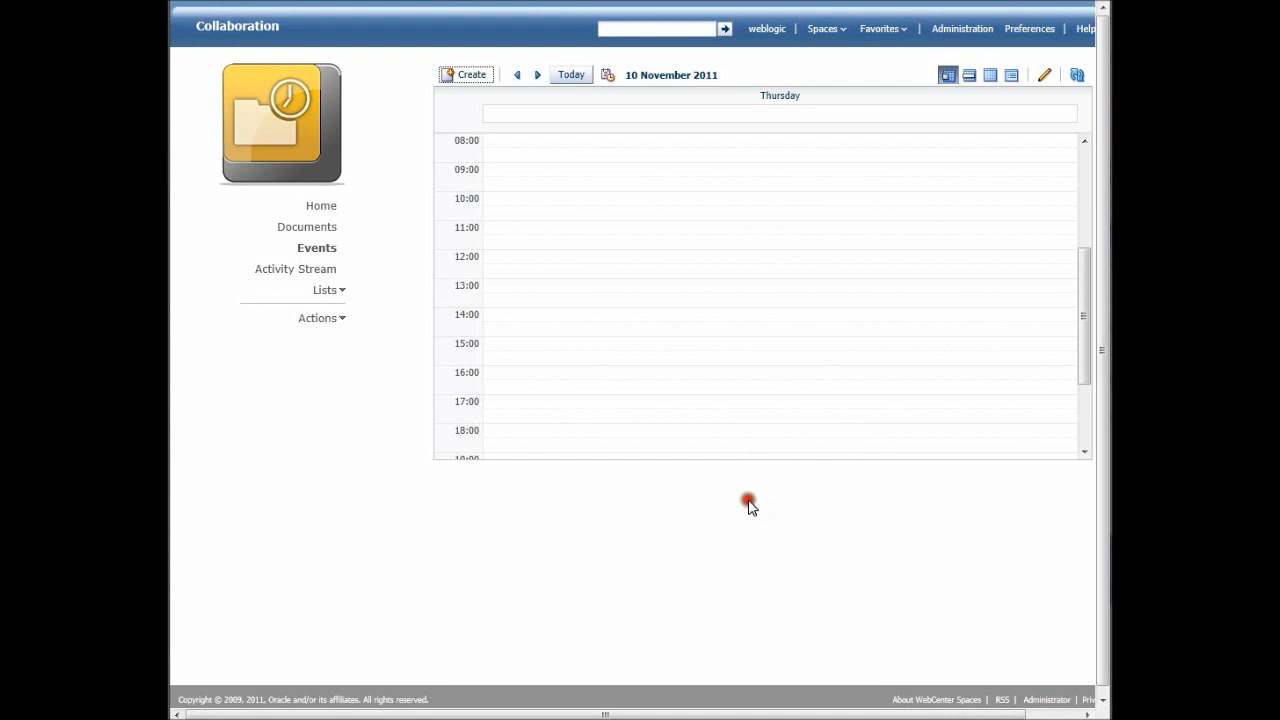 Collaboration
weblogic | Spaces Favorites | Administration Preferences | Help
Create Today 10 November 2011
Thursday
Home
Documents
Events
Activity Stream
Lists
Actions
08:00
09:00
10:00
11:00
12:00
13:00
14:00
15:00
16:00
17:00
18:00
Copyright © 2009, 2011, Oracle and/or its affiliates. All rights reserved.
About WebCenter Spaces | RSS | Administrator |